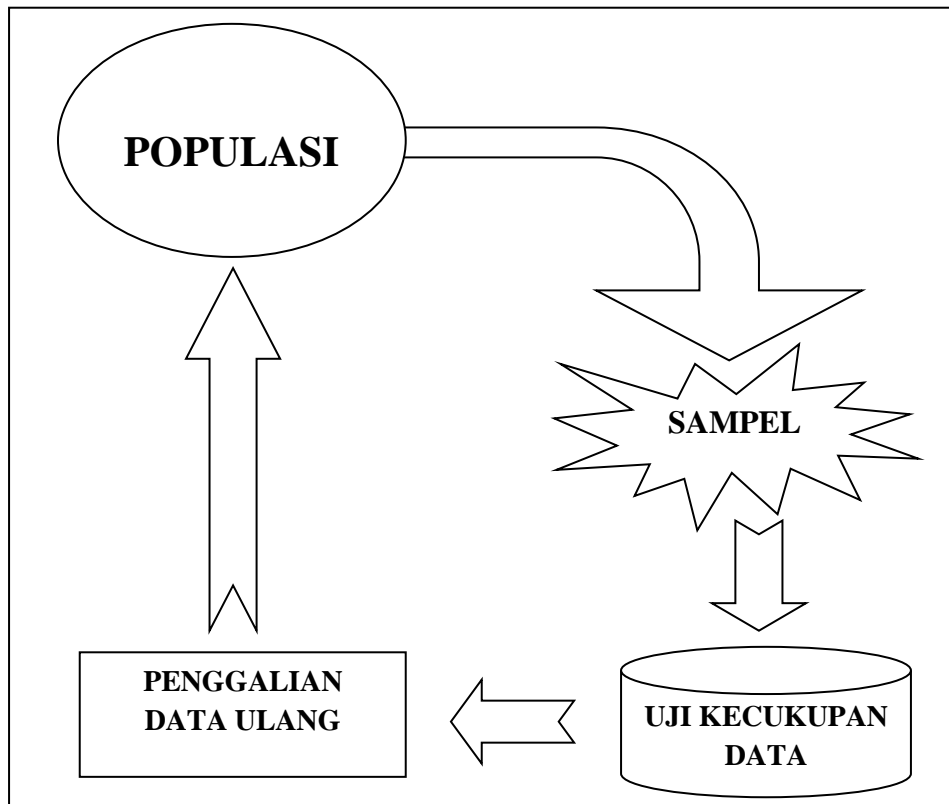 POPULASI
SAMPEL
UJI KECUKUPAN
DATA
PENGGALIAN
DATA ULANG